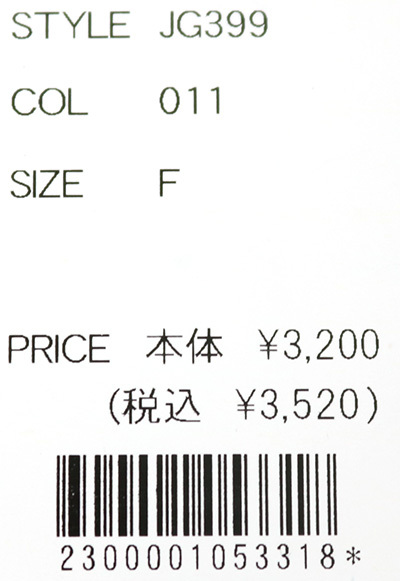 STYLE JG399
COL 011
SIZE F
PRICE 本体 ¥3,200
(税込 ¥3,520)
2300001053318*